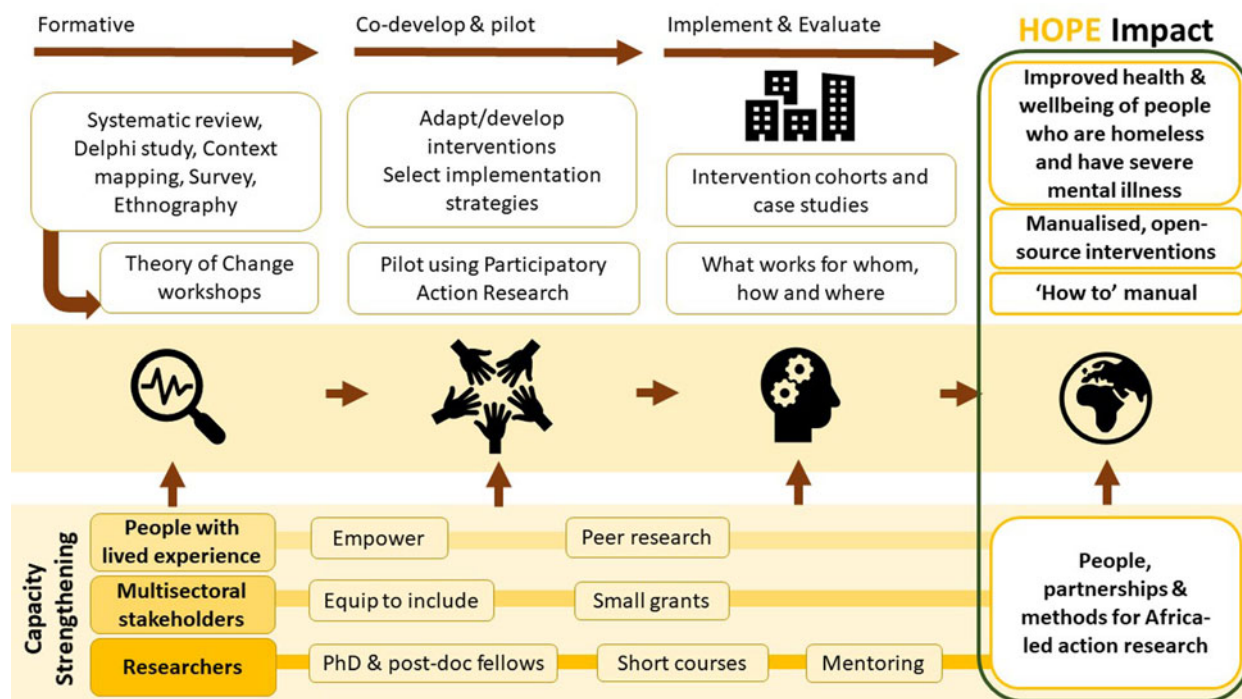 Formative
Co-develop & pilot
Implement & Evaluate
HOPE Impact
Systematic review,
Delphi study, Context
mapping, Survey,
Ethnography
Theory of Change
workshops
Adapt/develop
interventions
Select implementation
strategies
Pilot using Participatory
Action Research
Intervention cohorts and
case studies
What works for whom,
how and where
Improved health &
wellbeing of people
who are homeless
and have severe
mental illness
Manualised, open-
source interventions
‘How to’ manual
Capacity
Strengthening
People with
lived experience
Empower
Peer research
Multisectoral
stakeholders
Equip to include
Small grants
Researchers
PhD & post-doc fellows
Short courses
Mentoring
People,
partnerships &
methods for Africa-
led action research